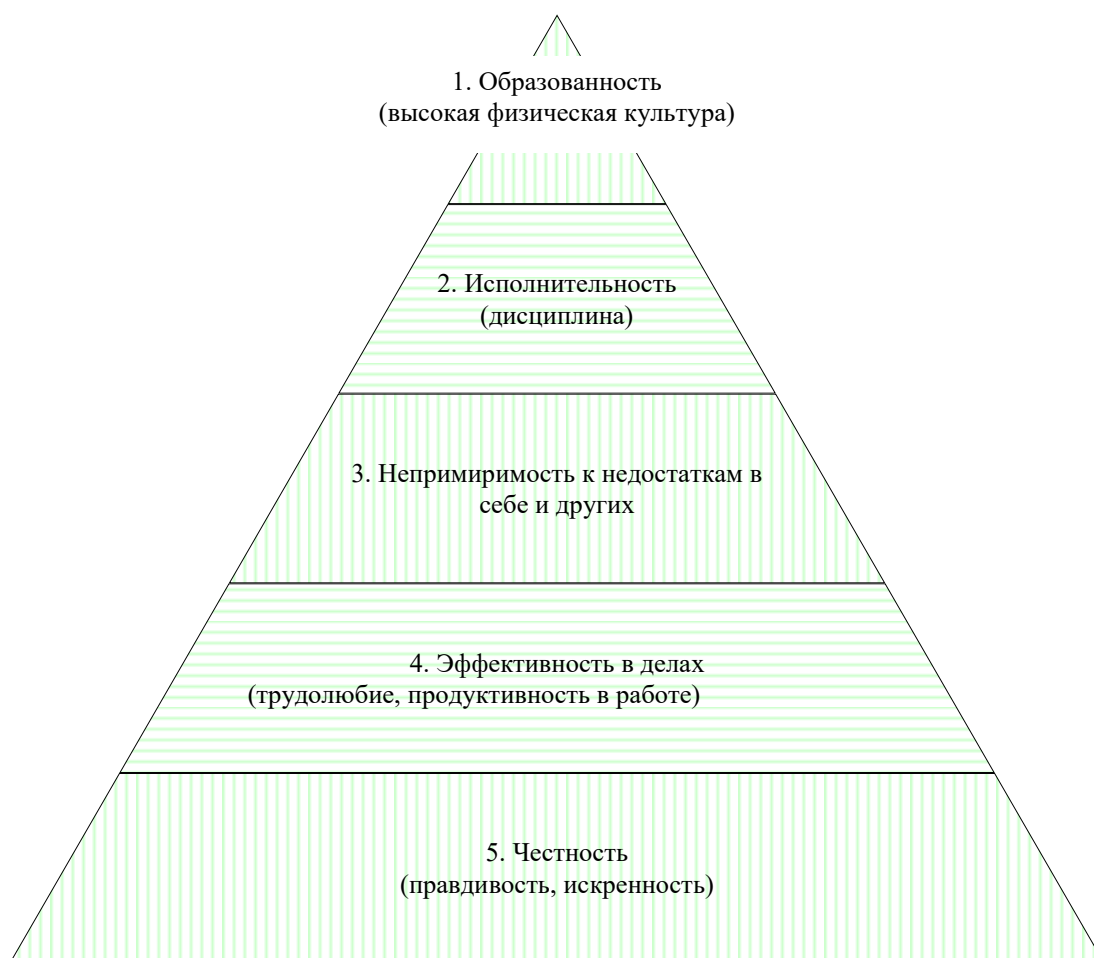 1. Образованность
(высокая физическая культура)
2. Исполнительность
(дисциплина)
3. Непримиримость к недостаткам в
себе и других
4. Эффективность в делах
(трудолюбие, продуктивность в работе)
5. Честность
(правдивость, искренность)